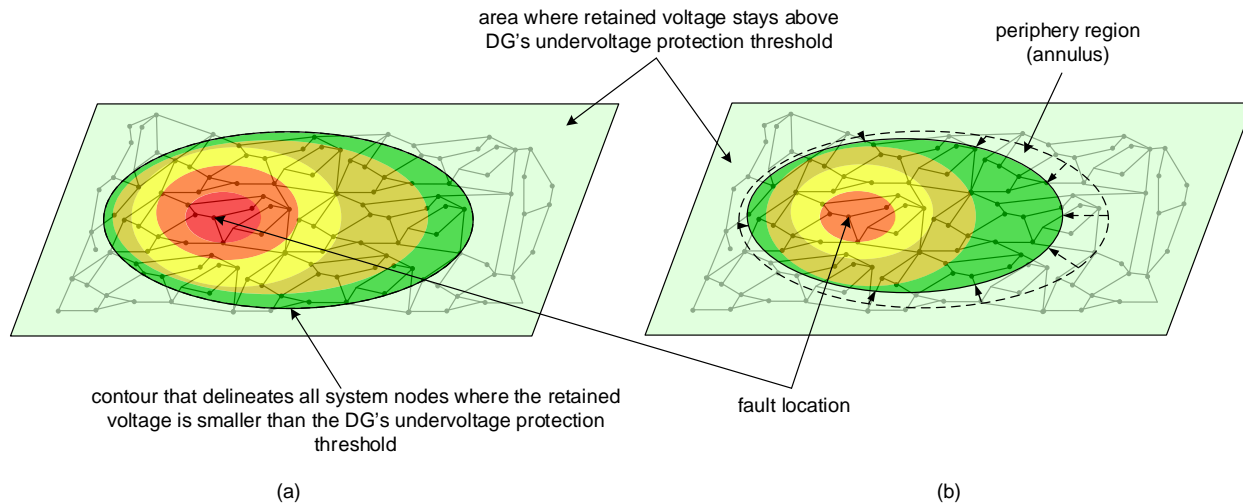 area where retained voltage stays above
DG's undervoltage protection threshold
periphery region
(annulus)
contour that delineates all system nodes where the retained
voltage is smaller than the DG's undervoltage protection
threshold
fault location
(a)
(b)